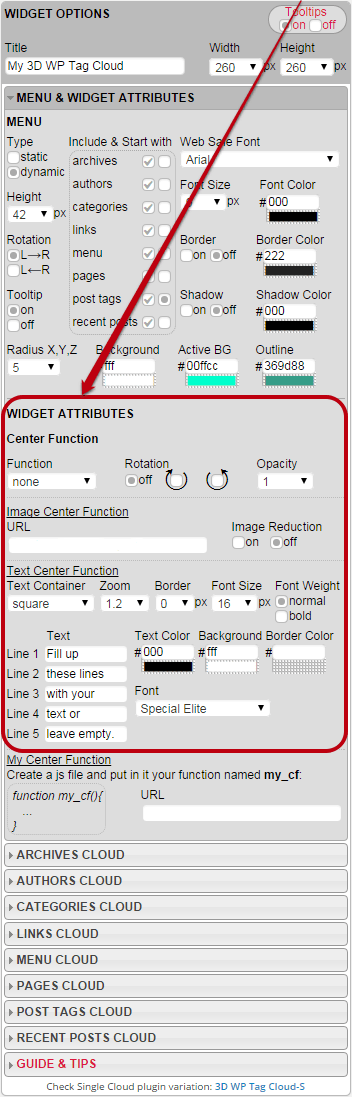 WIDGET OPTIONS
Tooltips
on off
Title Width Height
My 3D WP Tag Cloud 260 px 260 px
MENU & WIDGET ATTRIBUTES
MENU
Type Include & Start with Web Safe Font
static archives Arial
dynamic authors Font Size Font Color
Height categories px #000
42 px links
Rotation menu Border Border Color
L→R pages on off #222
L←R
Tooltip post tags Shadow Shadow Color
on recent posts on off #000
off
Radius X,Y,Z Background Active BG Outline
5 fff #00ffcc #369d88
WIDGET ATTRIBUTES
Center Function
Function Rotation Opacity
none off 1
Image Center Function
URL Image Reduction
on off
Text Center Function
Text Container Zoom Border Font Size Font Weight
square 1.2 0 px 16 px normal
bold
Text Text Color Background Border Color
Line 1 Fill up #000 #fff #
Line 2 these lines
Line 3 with your Font
Line 4 text or Special Elite
Line 5 leave empty.
My Center Function
Create a js file and put in it your function named my_cf:
function my_cf(){ URL
...
}
ARCHIVES CLOUD
AUTHORS CLOUD
CATEGORIES CLOUD
LINKS CLOUD
MENU CLOUD
PAGES CLOUD
POST TAGS CLOUD
RECENT POSTS CLOUD
GUIDE & TIPS
Check Single Cloud plugin variation: 3D WP Tag Cloud-S